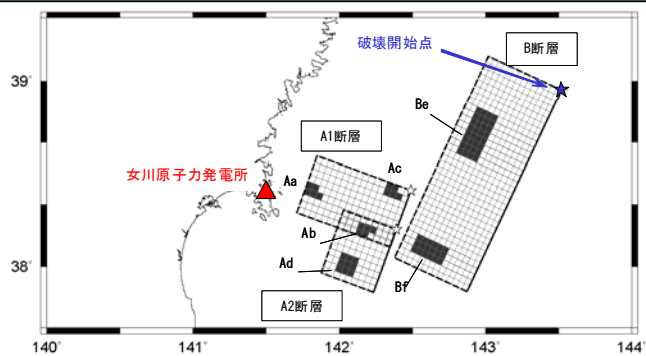 破壊開始点
B断層
39°
Be
A1断層
女川原子力発電所
Aa
Ac
Ab
Ad
38°
Bf
A2断層
140°
141°
142°
143°
144°